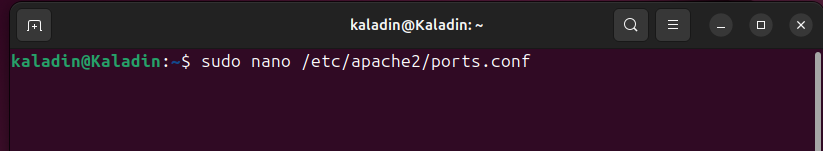 kaladin@Kaladin: ~
kaladin@Kaladin:~$ sudo nano /etc/apache2/ports.conf